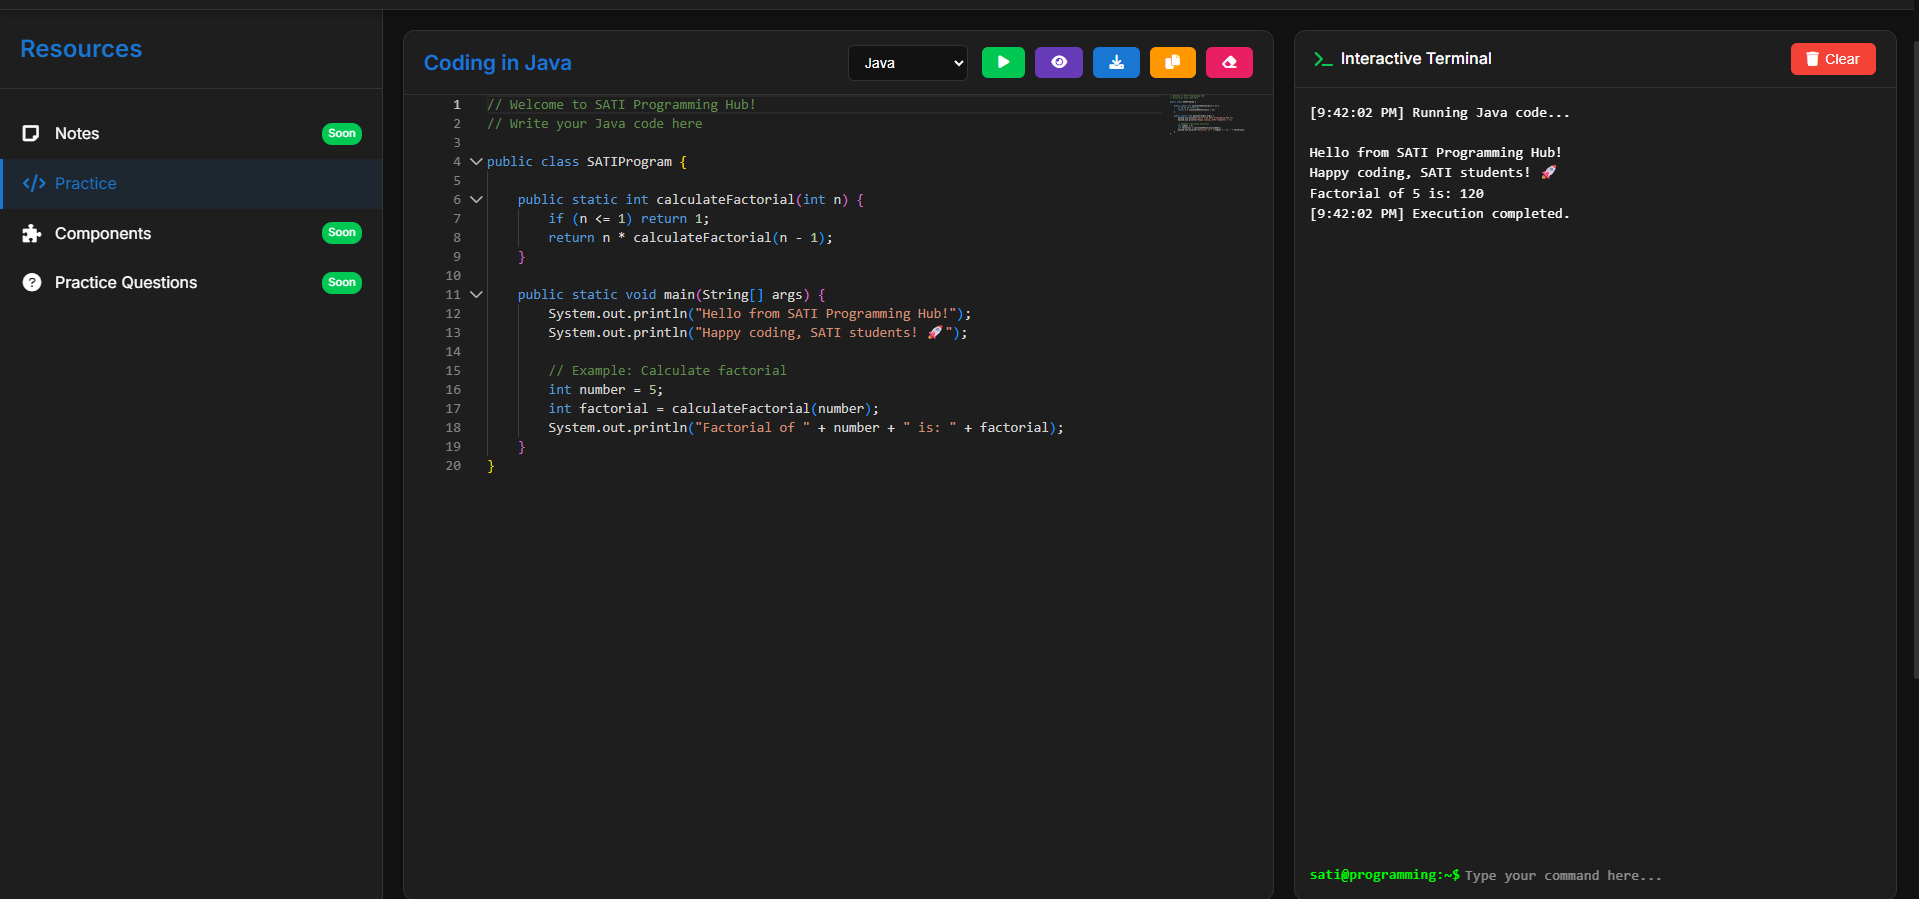 Resources
Notes Soon
Practice
Components Soon
Practice Questions Soon
Coding in Java
Java
1 // Welcome to SATI Programming Hub!
2 // Write your Java code here
3
4 public class SATIProgram {
5
6     public static int calculateFactorial(int n) {
7         if (n <= 1) return 1;
8         return n * calculateFactorial(n - 1);
9     }
10
11     public static void main(String[] args) {
12         System.out.println("Hello from SATI Programming Hub!");
13         System.out.println("Happy coding, SATI students! 🚀");
14
15         // Example: Calculate factorial
16         int number = 5;
17         int factorial = calculateFactorial(number);
18         System.out.println("Factorial of " + number + " is: " + factorial);
19     }
20 }
Interactive Terminal
Clear
[9:42:02 PM] Running Java code...
Hello from SATI Programming Hub!
Happy coding, SATI students! 🚀
Factorial of 5 is: 120
[9:42:02 PM] Execution completed.
sati@programming:~$ Type your command here...